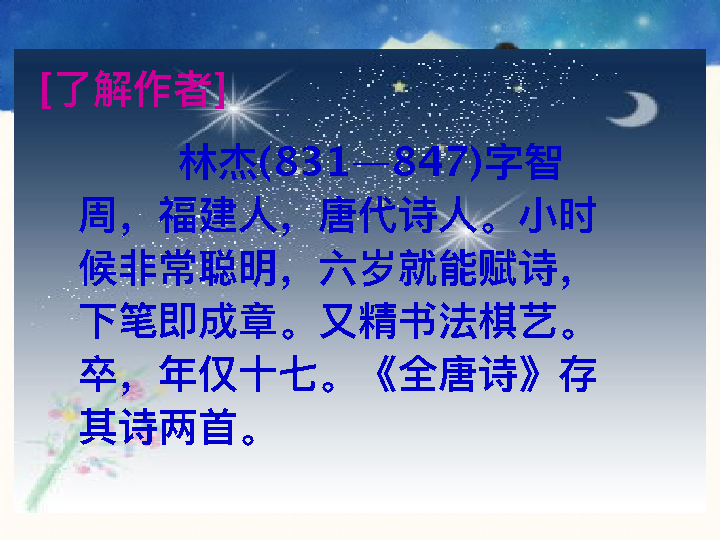 [了解作者]
林杰(831—847)字智
周，福建人，唐代诗人。小时
候非常聪明，六岁就能赋诗，
下笔即成章。又精书法棋艺。
卒，年仅十七。《全唐诗》存
其诗两首。